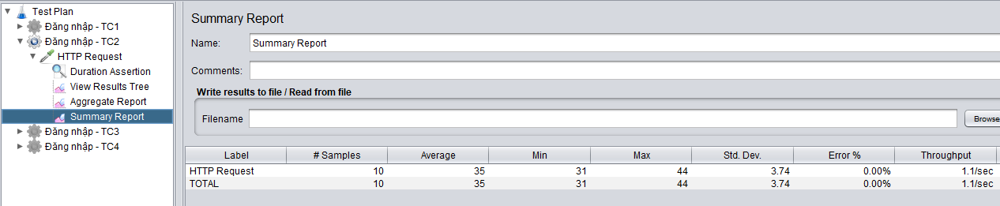 Test Plan
Đăng nhập - TC1
Đăng nhập - TC2
HTTP Request
Duration Assertion
View Results Tree
Aggregate Report
Summary Report
Đăng nhập - TC3
Đăng nhập - TC4
Summary Report
Name: Summary Report
Comments:
Write results to file / Read from file
Filename Browse
Label # Samples Average Min Max Std. Dev. Error % Throughput
HTTP Request 10 35 31 44 3.74 0.00% 1.1/sec
TOTAL 10 35 31 44 3.74 0.00% 1.1/sec